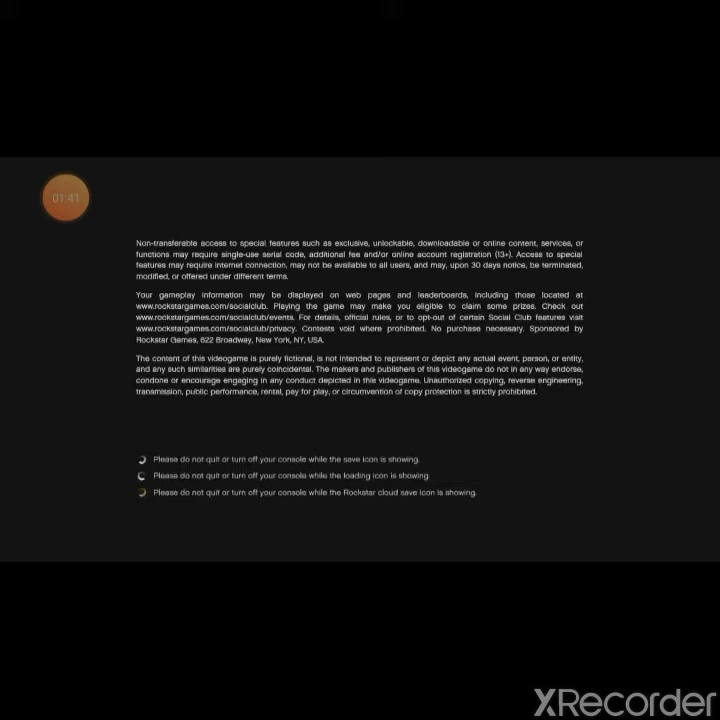 01:41
Non-transferable access to special features such as exclusive, unlockable, downloadable or online content, services, or
functions may require single-use serial code, additional fee and/or online account registration (13+). Access to special
features may require internet connection, may not be available to all users, and may, upon 30 days notice, be terminated,
modified, or offered under different terms.
Your gameplay information may be displayed on web pages and leaderboards, including those located at
www.rockstargames.com/socialclub. Playing the game may make you eligible to claim some prizes. Check out
www.rockstargames.com/socialclub/events. For details, official rules, or to opt-out of certain Social Club features visit
www.rockstargames.com/socialclub/privacy. Contests void where prohibited. No purchase necessary. Sponsored by
Rockstar Games, 622 Broadway, New York, NY, USA.
The content of this videogame is purely fictional, is not intended to represent or depict any actual event, person, or entity,
and any such similarities are purely coincidental. The makers and publishers of this videogame do not in any way endorse,
condone or encourage engaging in any conduct depicted in this videogame. Unauthorized copying, reverse engineering,
transmission, public performance, rental, pay for play, or circumvention of copy protection is strictly prohibited.
Please do not quit or turn off your console while the save icon is showing.
Please do not quit or turn off your console while the loading icon is showing.
Please do not quit or turn off your console while the Rockstar cloud save icon is showing.
XRecorder